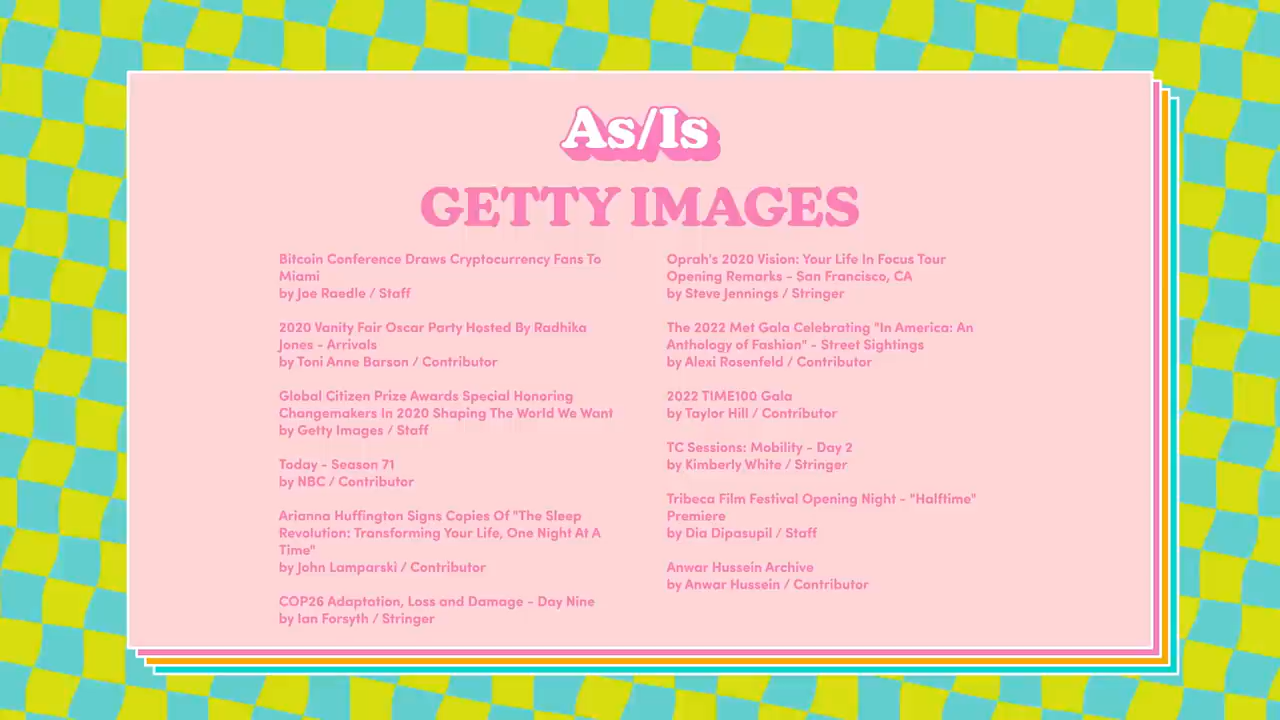 As/Is
GETTY IMAGES
Bitcoin Conference Draws Cryptocurrency Fans To
Miami
by Joe Raedle / Staff
2020 Vanity Fair Oscar Party Hosted By Radhika
Jones - Arrivals
by Toni Anne Barson / Contributor
Global Citizen Prize Awards Special Honoring
Changemakers In 2020 Shaping The World We Want
by Getty Images / Staff
Today - Season 71
by NBC / Contributor
Arianna Huffington Signs Copies Of "The Sleep
Revolution: Transforming Your Life, One Night At A
Time"
by John Lamparski / Contributor
COP26 Adaptation, Loss and Damage - Day Nine
by Ian Forsyth / Stringer
Oprah's 2020 Vision: Your Life In Focus Tour
Opening Remarks - San Francisco, CA
by Steve Jennings / Stringer
The 2022 Met Gala Celebrating "In America: An
Anthology of Fashion" - Street Sightings
by Alexi Rosenfeld / Contributor
2022 TIME100 Gala
by Taylor Hill / Contributor
TC Sessions: Mobility - Day 2
by Kimberly White / Stringer
Tribeca Film Festival Opening Night - "Halftime"
Premiere
by Dia Dipasupil / Staff
Anwar Hussein Archive
by Anwar Hussein / Contributor